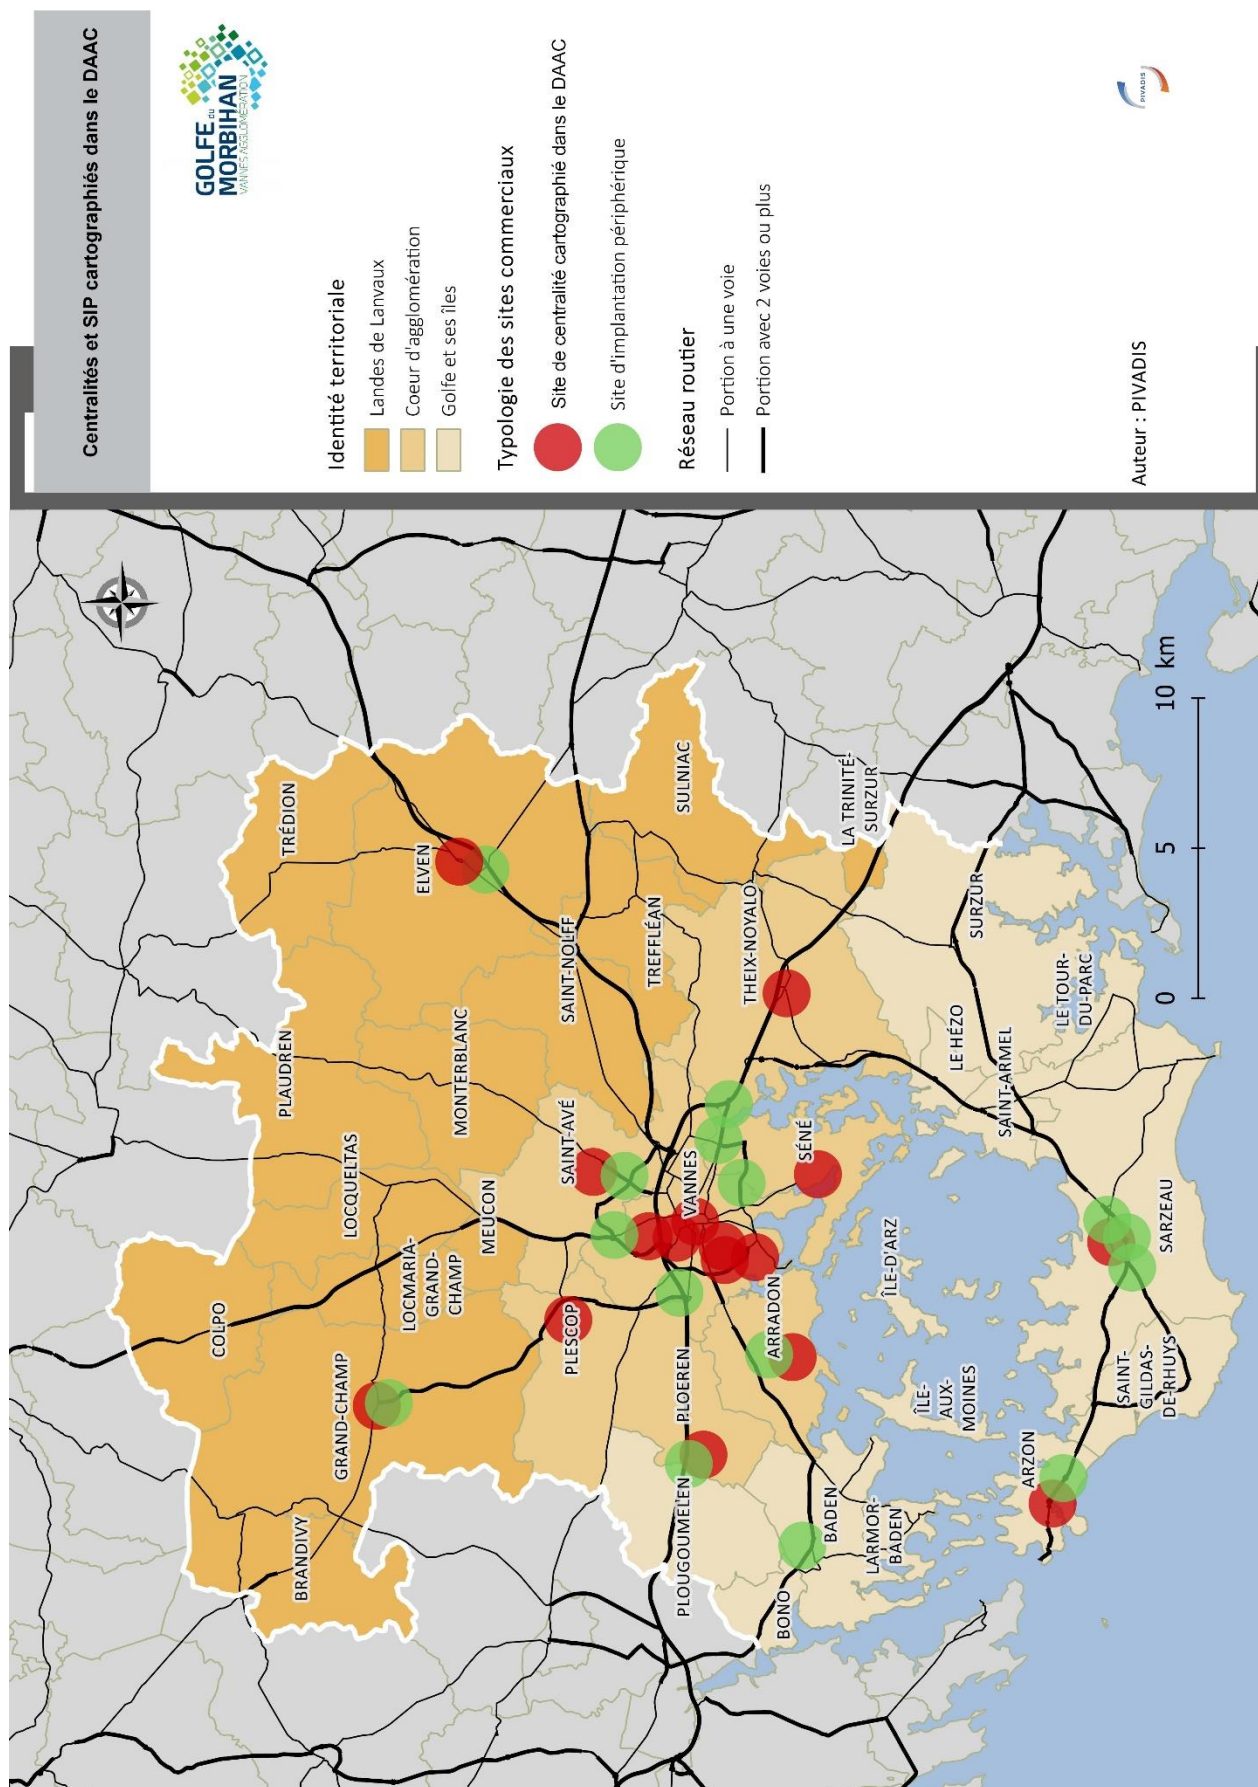 Centralités et SIP cartographiés dans le DAAC
GOLFE du
MORBIHAN
VANNES AGGLOMÉRATION
Identité territoriale
Landes de Lanvaux
Coeur d'agglomération
Golfe et ses îles
Typologie des sites commerciaux
Site de centralité cartographié dans le DAAC
Site d'implantation périphérique
Réseau routier
Portion à une voie
Portion avec 2 voies ou plus
Auteur : PIVADIS
PIVADIS
COLPO
BRANDIVY
GRAND-CHAMP
LOCMARIA-
GRAND-
CHAMP
LOCQUELTAS
PLAUDREN
TRÉDION
MEUCON
MONTERBLANC
ELVEN
PLESCOP
SAINT-AVÉ
SAINT-NOLFF
TREFFLÉAN
SULNIAC
PLOUGOUMELEN
PLOEREN
VANNES
THEIX-NOYALO
LA TRINITÉ-
SURZUR
BONO
BADEN
ARRADON
SÉNÉ
LARMOR-
BADEN
ÎLE-D'ARZ
ÎLE-
AUX-
MOINES
LE HÉZO
SURZUR
SAINT-ARMEL
LE TOUR-
DU-PARC
ARZON
SAINT-
GILDAS-
DE-RHUYS
SARZEAU
0 5 10 km